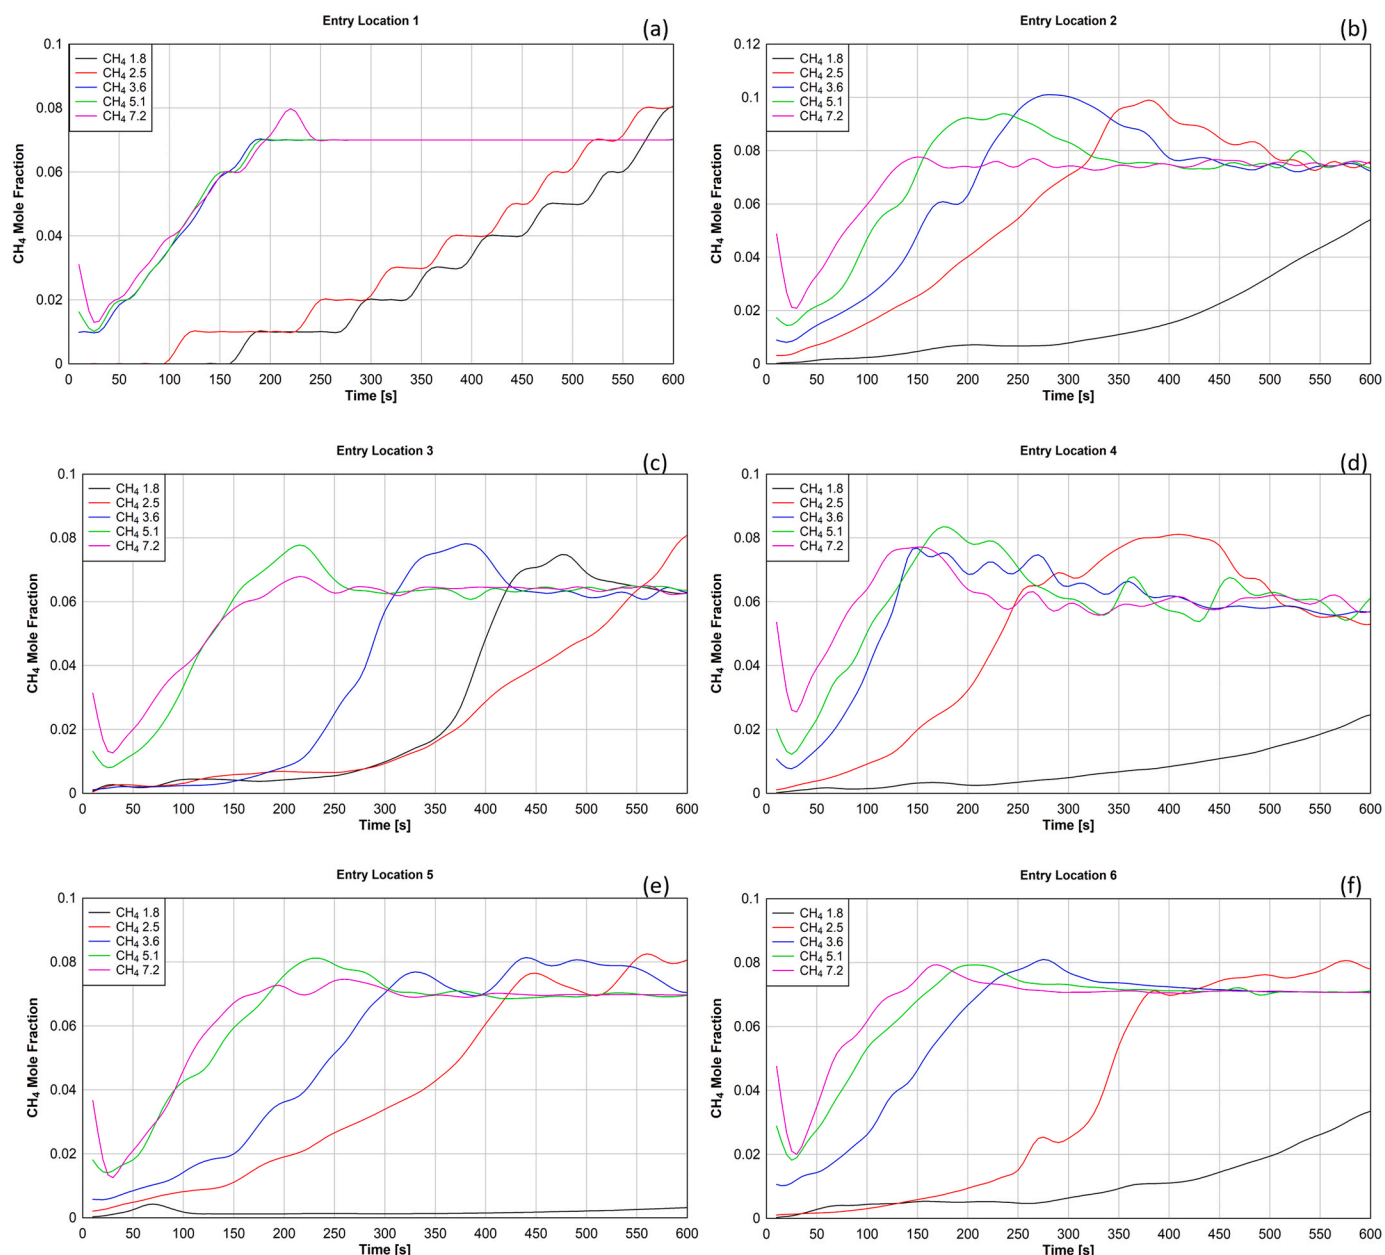 Entry Location 1
(a)
CH₄ Mole Fraction
0.1
0.08
0.06
0.04
0.02
0
CH₄ 1.8
CH₄ 2.5
CH₄ 3.6
CH₄ 5.1
CH₄ 7.2
0 50 100 150 200 250 300 350 400 450 500 550 600
Time [s]
Entry Location 2
(b)
CH₄ Mole Fraction
0.12
0.1
0.08
0.06
0.04
0.02
0
CH₄ 1.8
CH₄ 2.5
CH₄ 3.6
CH₄ 5.1
CH₄ 7.2
0 50 100 150 200 250 300 350 400 450 500 550 600
Time [s]
Entry Location 3
(c)
CH₄ Mole Fraction
0.1
0.08
0.06
0.04
0.02
0
CH₄ 1.8
CH₄ 2.5
CH₄ 3.6
CH₄ 5.1
CH₄ 7.2
0 50 100 150 200 250 300 350 400 450 500 550 600
Time [s]
Entry Location 4
(d)
CH₄ Mole Fraction
0.1
0.08
0.06
0.04
0.02
0
CH₄ 1.8
CH₄ 2.5
CH₄ 3.6
CH₄ 5.1
CH₄ 7.2
0 50 100 150 200 250 300 350 400 450 500 550 600
Time [s]
Entry Location 5
(e)
CH₄ Mole Fraction
0.1
0.08
0.06
0.04
0.02
0
CH₄ 1.8
CH₄ 2.5
CH₄ 3.6
CH₄ 5.1
CH₄ 7.2
0 50 100 150 200 250 300 350 400 450 500 550 600
Time [s]
Entry Location 6
(f)
CH₄ Mole Fraction
0.1
0.08
0.06
0.04
0.02
0
CH₄ 1.8
CH₄ 2.5
CH₄ 3.6
CH₄ 5.1
CH₄ 7.2
0 50 100 150 200 250 300 350 400 450 500 550 600
Time [s]